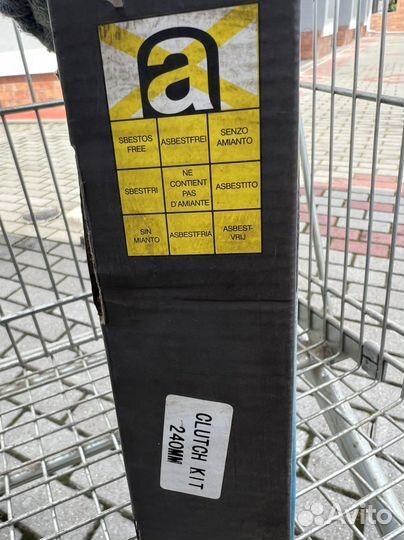 a
SBESTOS FREE
ASBESTFREI
SENZO AMIANTO
SBESTFRI
NE CONTIENT PAS D'AMIANTE
ASBESTITO
SIN MIANTO
ASBESTFRIA
ASBEST- VRIJ
CLUTCH KIT
240MM
Avito